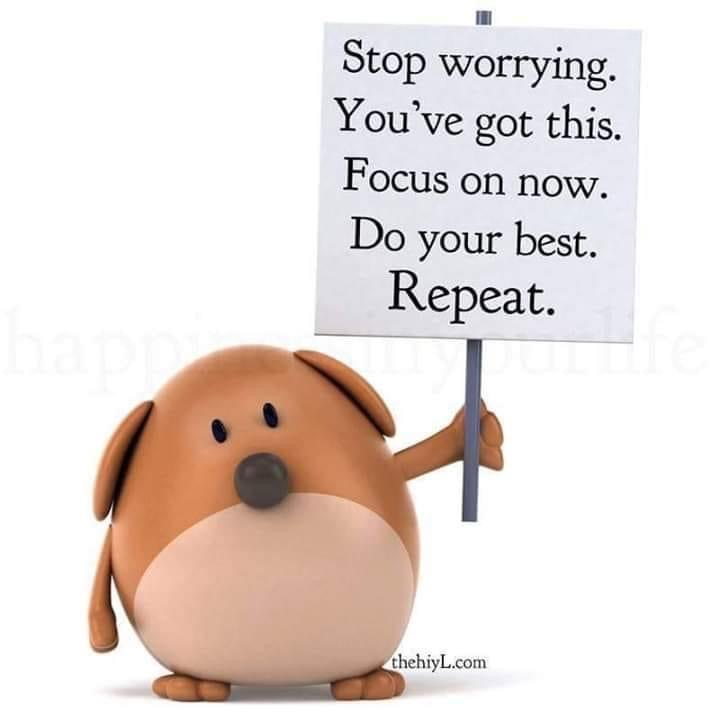 Stop worrying.
You've got this.
Focus on now.
Do your best.
Repeat.
thehiyL.com